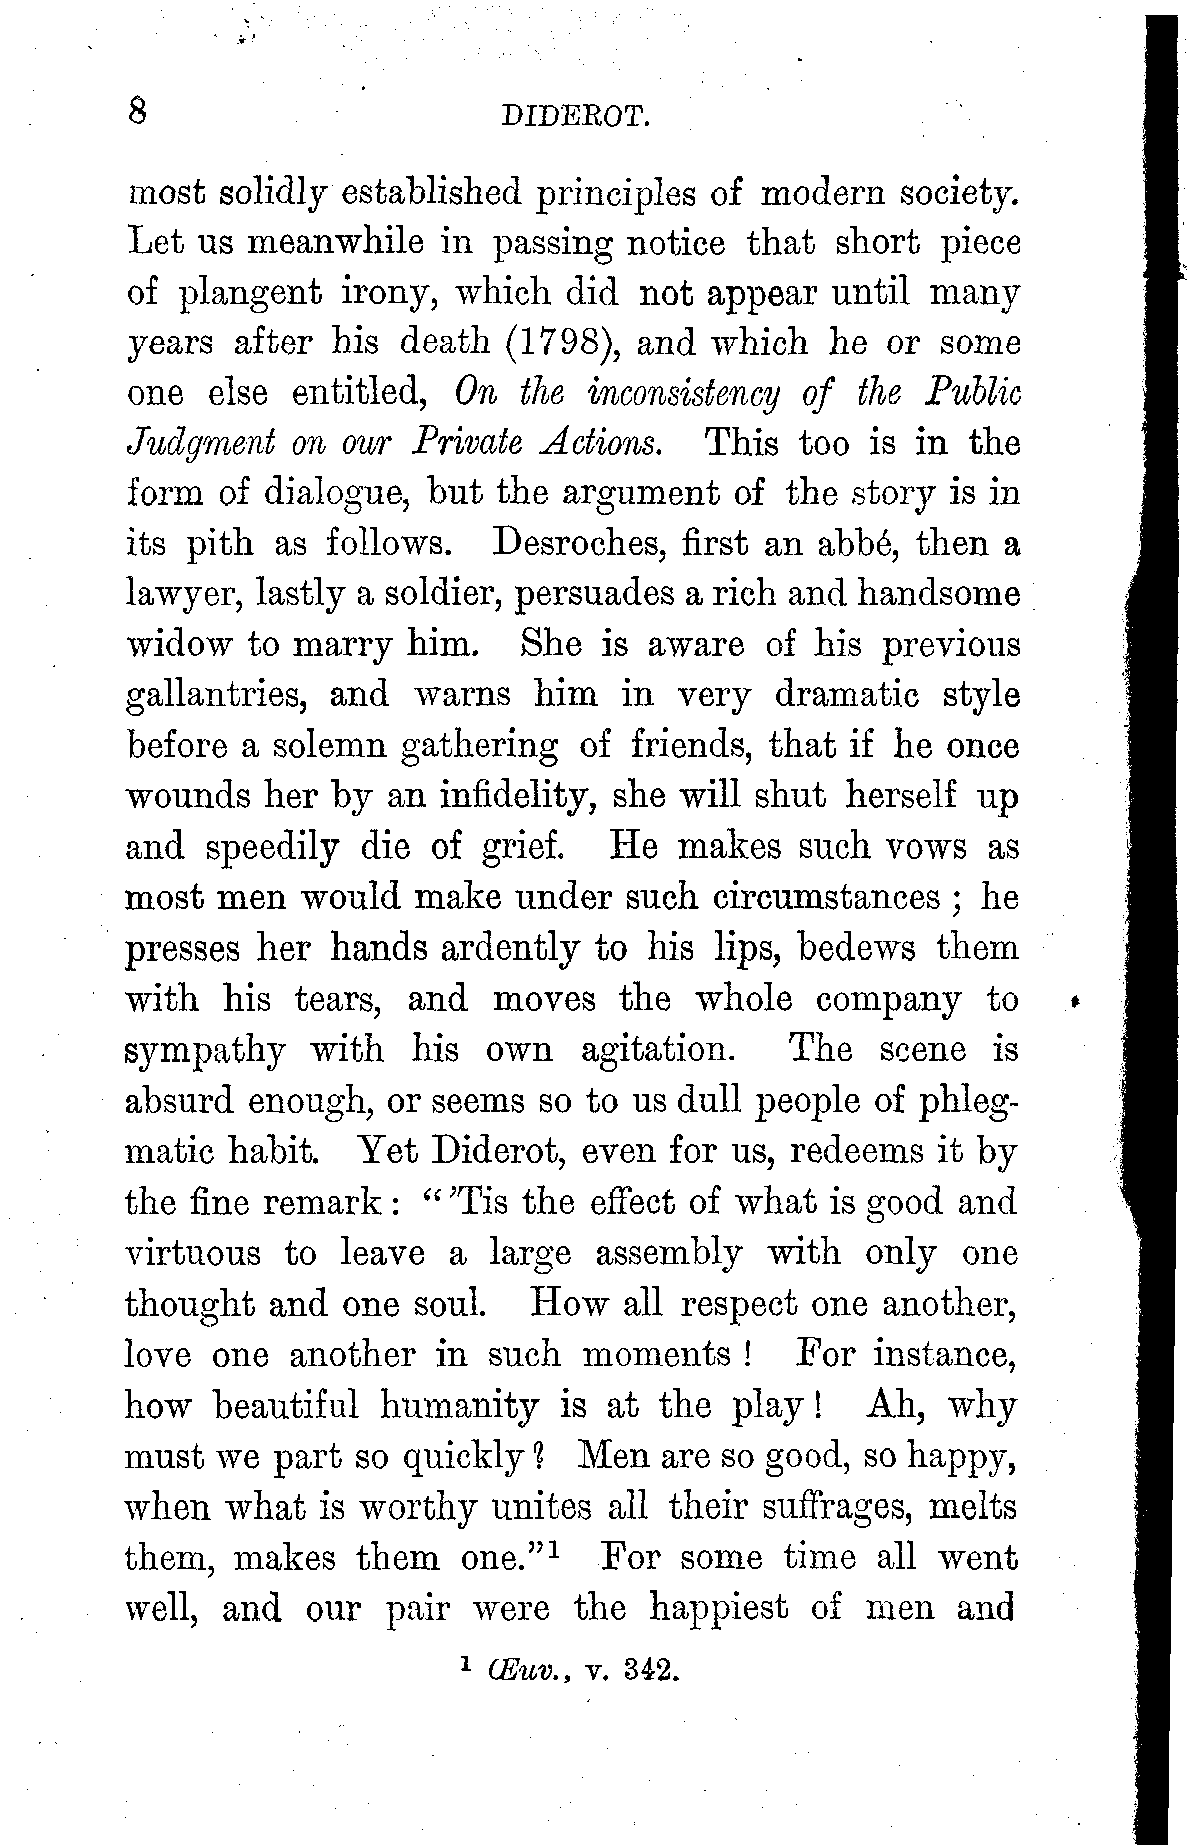 8 DIDEROT.
most solidly established principles of modern society.
Let us meanwhile in passing notice that short piece
of plangent irony, which did not appear until many
years after his death (1798), and which he or some
one else entitled, On the inconsistency of the Public
Judgment on our Private Actions. This too is in the
form of dialogue, but the argument of the story is in
its pith as follows. Desroches, first an abbé, then a
lawyer, lastly a soldier, persuades a rich and handsome
widow to marry him. She is aware of his previous
gallantries, and warns him in very dramatic style
before a solemn gathering of friends, that if he once
wounds her by an infidelity, she will shut herself up
and speedily die of grief. He makes such vows as
most men would make under such circumstances ; he
presses her hands ardently to his lips, bedews them
with his tears, and moves the whole company to
sympathy with his own agitation. The scene is
absurd enough, or seems so to us dull people of phleg-
matic habit. Yet Diderot, even for us, redeems it by
the fine remark : “ ’Tis the effect of what is good and
virtuous to leave a large assembly with only one
thought and one soul. How all respect one another,
love one another in such moments ! For instance,
how beautiful humanity is at the play ! Ah, why
must we part so quickly ? Men are so good, so happy,
when what is worthy unites all their suffrages, melts
them, makes them one.”1 For some time all went
well, and our pair were the happiest of men and
1 Œuv., v. 342.